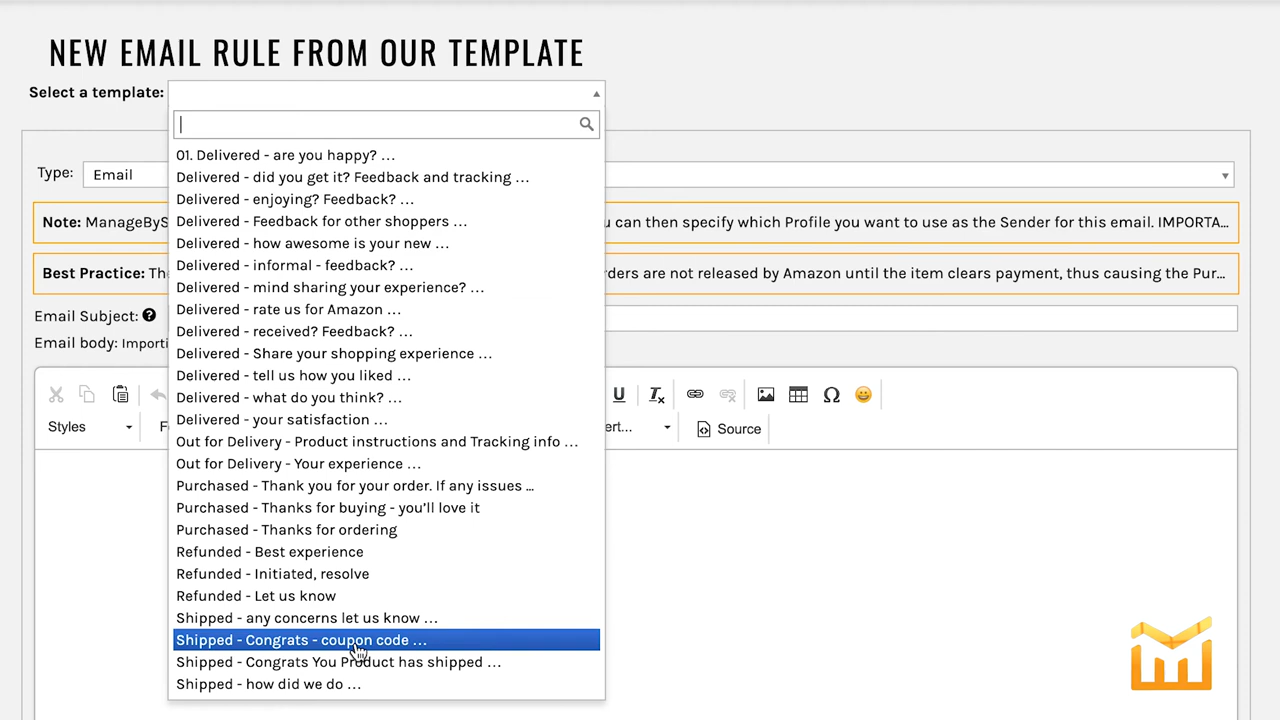 NEW EMAIL RULE FROM OUR TEMPLATE
Select a template:
01. Delivered - are you happy? ...
Delivered - did you get it? Feedback and tracking ...
Delivered - enjoying? Feedback? ...
Delivered - Feedback for other shoppers ...
Delivered - how awesome is your new ...
Delivered - informal - feedback? ...
Delivered - mind sharing your experience? ...
Delivered - rate us for Amazon ...
Delivered - received? Feedback? ...
Delivered - Share your shopping experience ...
Delivered - tell us how you liked ...
Delivered - what do you think? ...
Delivered - your satisfaction ...
Out for Delivery - Product instructions and Tracking info ...
Out for Delivery - Your experience ...
Purchased - Thank you for your order. If any issues ...
Purchased - Thanks for buying - you'll love it
Purchased - Thanks for ordering
Refunded - Best experience
Refunded - Initiated, resolve
Refunded - Let us know
Shipped - any concerns let us know ...
Shipped - Congrats - coupon code ...
Shipped - Congrats You Product has shipped ...
Shipped - how did we do ...
Type: Email
Note: ManageByS u can then specify which Profile you want to use as the Sender for this email. IMPORTA...
Best Practice: The rders are not released by Amazon until the item clears payment, thus causing the Pur...
Email Subject:
Email body: Importi
Styles Fo ert... Source